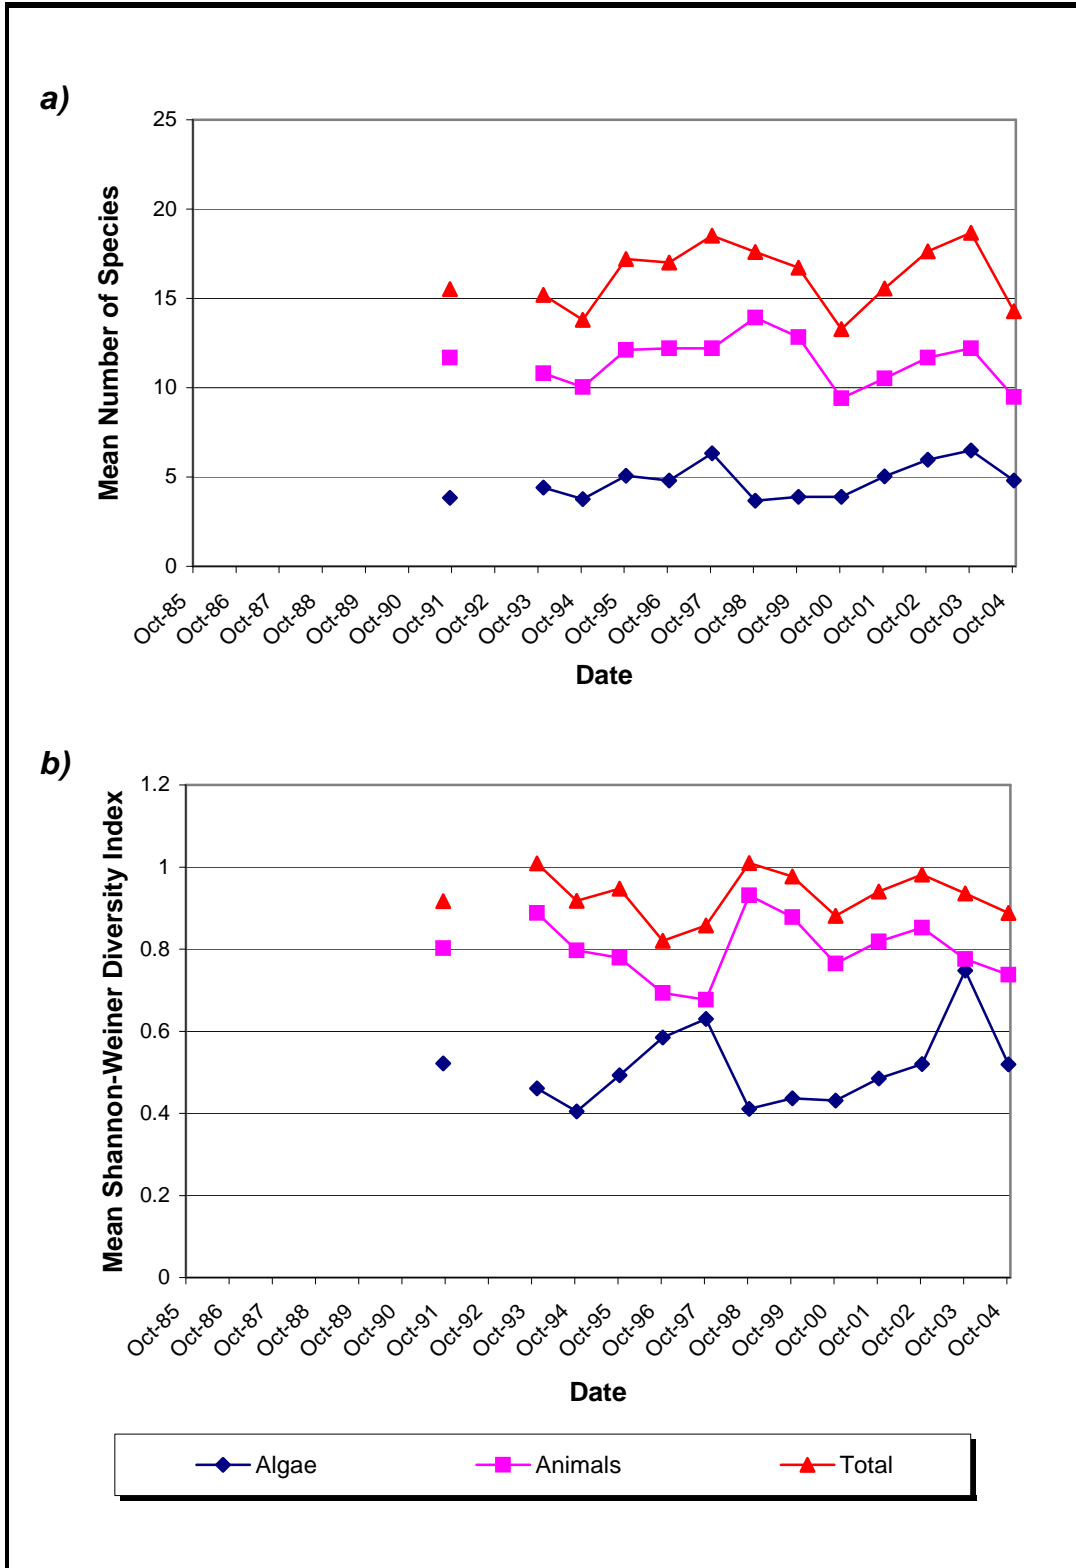 a)
25
20
15
10
5
0
Mean Number of Species
Oct-85 Oct-86 Oct-87 Oct-88 Oct-89 Oct-90 Oct-91 Oct-92 Oct-93 Oct-94 Oct-95 Oct-96 Oct-97 Oct-98 Oct-99 Oct-00 Oct-01 Oct-02 Oct-03 Oct-04
Date
b)
1.2
1
0.8
0.6
0.4
0.2
0
Mean Shannon-Weiner Diversity Index
Oct-85 Oct-86 Oct-87 Oct-88 Oct-89 Oct-90 Oct-91 Oct-92 Oct-93 Oct-94 Oct-95 Oct-96 Oct-97 Oct-98 Oct-99 Oct-00 Oct-01 Oct-02 Oct-03 Oct-04
Date
Algae Animals Total